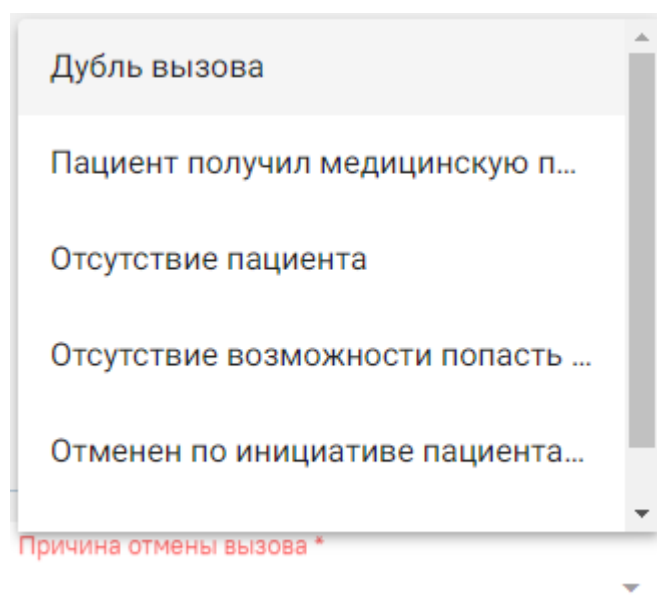 Дубль вызова
Пациент получил медицинскую п...
Отсутствие пациента
Отсутствие возможности попасть ...
Отменен по инициативе пациента...
Причина отмены вызова *